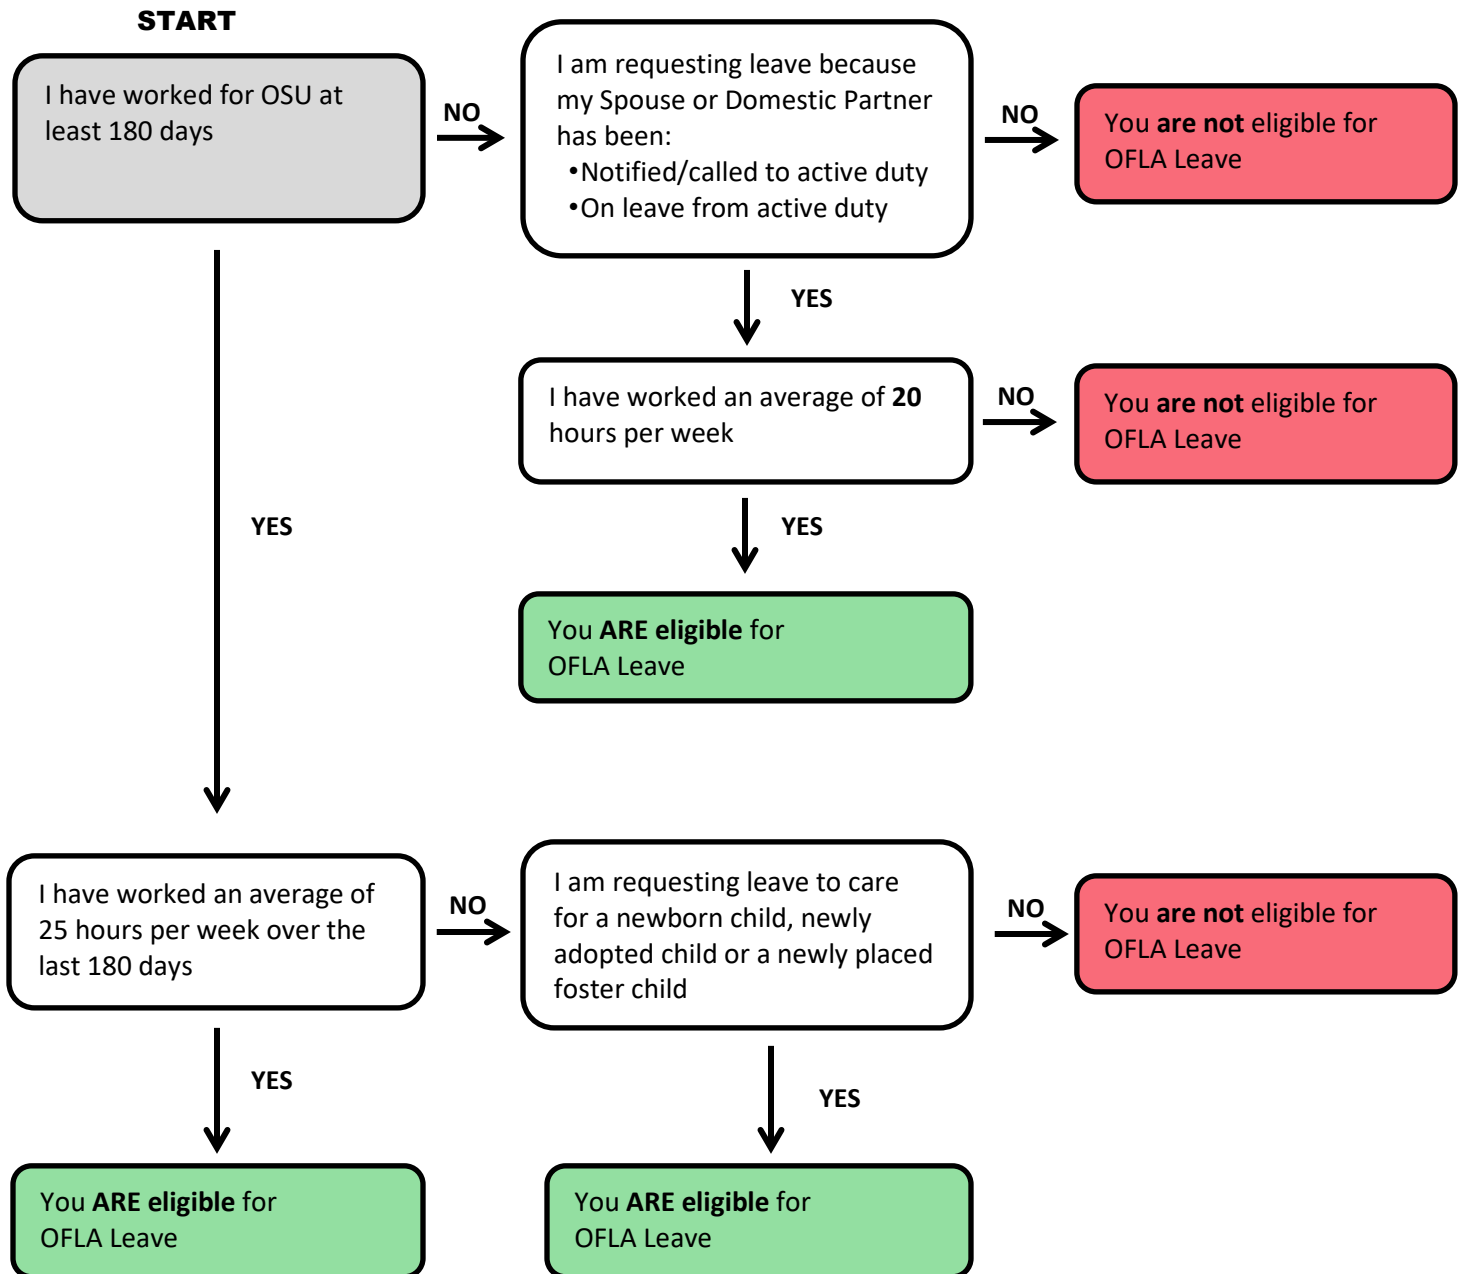 START
I have worked for OSU at
least 180 days
NO
I am requesting leave because
my Spouse or Domestic Partner
has been:
•Notified/called to active duty
•On leave from active duty
NO
You are not eligible for
OFLA Leave
YES
I have worked an average of 20
hours per week
NO
You are not eligible for
OFLA Leave
YES
YES
You ARE eligible for
OFLA Leave
I have worked an average of
25 hours per week over the
last 180 days
NO
I am requesting leave to care
for a newborn child, newly
adopted child or a newly placed
foster child
NO
You are not eligible for
OFLA Leave
YES
YES
You ARE eligible for
OFLA Leave
You ARE eligible for
OFLA Leave